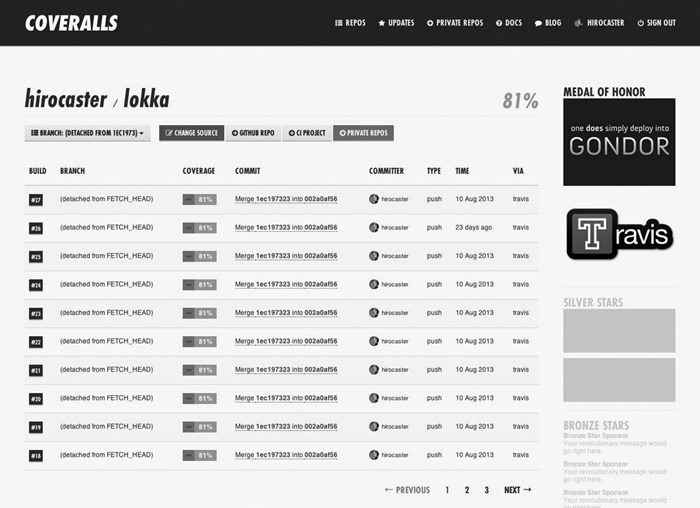 COVERALLS
REPOS UPDATES PRIVATE REPOS DOCS BLOG HIROCASTER SIGN OUT
hirocaster / lokka 81%
BRANCH: (DETACHED FROM 1EC1973) CHANGE SOURCE GITHUB REPO CI PROJECT PRIVATE REPOS
BUILD BRANCH COVERAGE COMMIT COMMITTER TYPE TIME VIA
#27 (detached from FETCH_HEAD) 81% Merge 1ec197323 into 002a0af56 hirocaster push 10 Aug 2013 travis
#26 (detached from FETCH_HEAD) 81% Merge 1ec197323 into 002a0af56 hirocaster push 23 days ago travis
#25 (detached from FETCH_HEAD) 81% Merge 1ec197323 into 002a0af56 hirocaster push 10 Aug 2013 travis
#24 (detached from FETCH_HEAD) 81% Merge 1ec197323 into 002a0af56 hirocaster push 10 Aug 2013 travis
#23 (detached from FETCH_HEAD) 81% Merge 1ec197323 into 002a0af56 hirocaster push 10 Aug 2013 travis
#22 (detached from FETCH_HEAD) 81% Merge 1ec197323 into 002a0af56 hirocaster push 10 Aug 2013 travis
#21 (detached from FETCH_HEAD) 81% Merge 1ec197323 into 002a0af56 hirocaster push 10 Aug 2013 travis
#20 (detached from FETCH_HEAD) 81% Merge 1ec197323 into 002a0af56 hirocaster push 10 Aug 2013 travis
#19 (detached from FETCH_HEAD) 81% Merge 1ec197323 into 002a0af56 hirocaster push 10 Aug 2013 travis
#18 (detached from FETCH_HEAD) 81% Merge 1ec197323 into 002a0af56 hirocaster push 10 Aug 2013 travis
← PREVIOUS 1 2 3 NEXT →
MEDAL OF HONOR
one does simply deploy into
GONDOR
Travis
SILVER STARS
BRONZE STARS
Bronze Star Sponsor
Your revolutionary message would
go right here.
Bronze Star Sponsor
Your revolutionary message would
go right here.
Bronze Star Sponsor
Your revolutionary message would